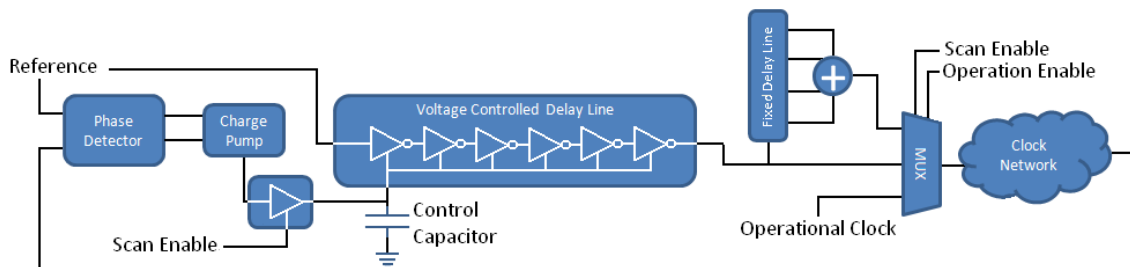 Reference
Phase
Detector
Charge
Pump
Scan Enable
Voltage Controlled Delay Line
Control
Capacitor
Fixed Delay Line
Scan Enable
Operation Enable
MUX
Operational Clock
Clock
Network